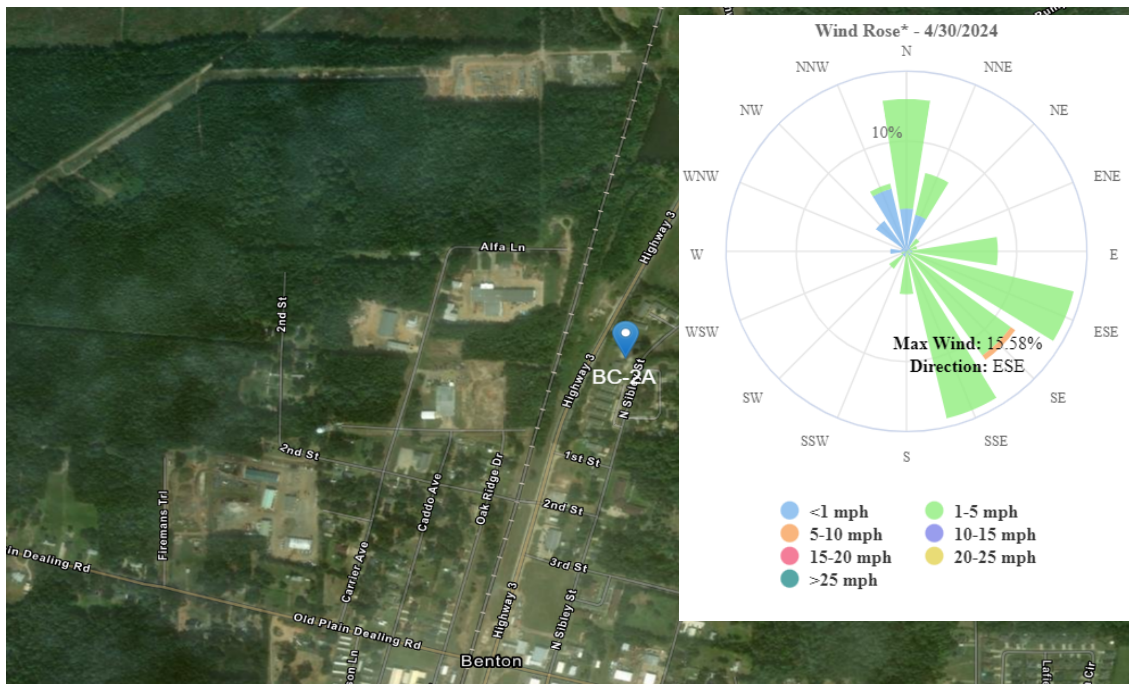 Wind Rose* - 4/30/2024
N
NNW
NNE
NW
NE
10%
WNW
ENE
W
E
WSW
ESE
Max Wind: 15.58%
Direction: ESE
SW
SE
SSW
SSE
S
<1 mph
1-5 mph
5-10 mph
10-15 mph
15-20 mph
20-25 mph
>25 mph
Highway 3
Alfa Ln
2nd St
Highway 3
BC-2A
N Sibley St
2nd St
1st St
Oak Ridge Dr
Caddo Ave
2nd St
Firemans Trl
in Dealing Rd
3rd St
Carrier Ave
Highway 3
N Sibley St
Old Plain Dealing Rd
Benton
son Ln
Cir